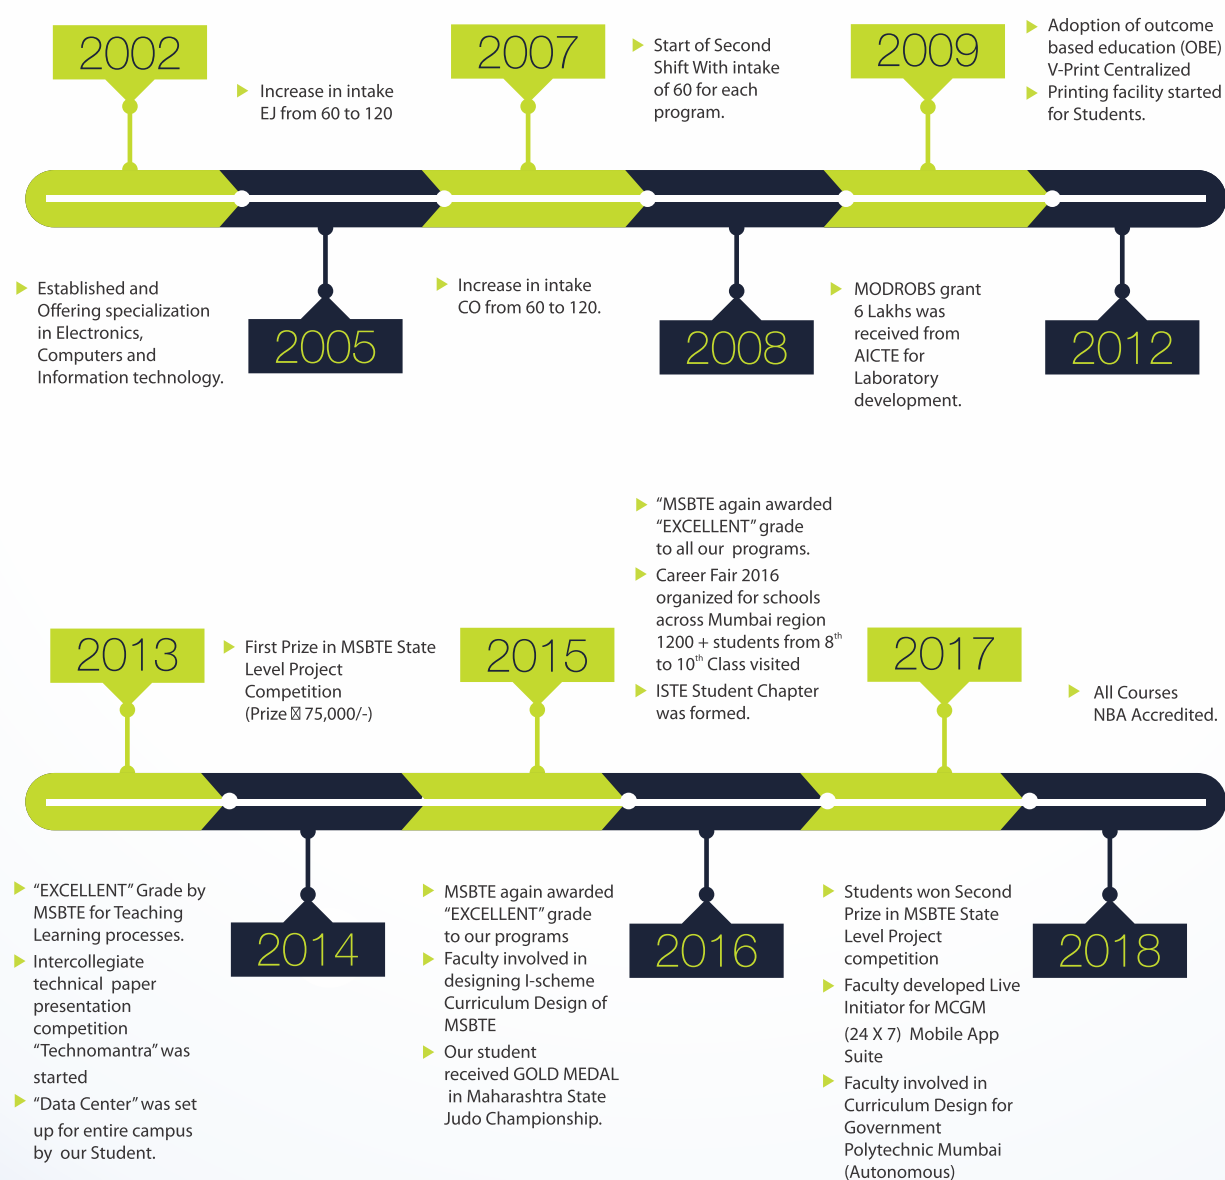 2002
Established and
Offering specialization
in Electronics,
Computers and
Information technology.
Increase in intake
EJ from 60 to 120
2005
2007
Increase in intake
CO from 60 to 120.
Start of Second
Shift With intake
of 60 for each
program.
2008
2009
MODROBS grant
6 Lakhs was
received from
AICTE for
Laboratory
development.
Adoption of outcome
based education (OBE)
V-Print Centralized
Printing facility started
for Students.
2012
2013
“EXCELLENT” Grade by
MSBTE for Teaching
Learning processes.
Intercollegiate
technical paper
presentation
competition
“Technomantra” was
started
“Data Center” was set
up for entire campus
by our Student.
First Prize in MSBTE State
Level Project
Competition
(Prize 75,000/-)
2014
2015
MSBTE again awarded
“EXCELLENT” grade
to our programs
Faculty involved in
designing I-scheme
Curriculum Design of
MSBTE
Our student
received GOLD MEDAL
in Maharashtra State
Judo Championship.
“MSBTE again awarded
“EXCELLENT” grade
to all our programs.
Career Fair 2016
organized for schools
across Mumbai region
1200 + students from 8th
to 10th Class visited
ISTE Student Chapter
was formed.
2016
2017
Students won Second
Prize in MSBTE State
Level Project
competition
Faculty developed Live
Initiator for MCGM
(24 X 7) Mobile App
Suite
Faculty involved in
Curriculum Design for
Government
Polytechnic Mumbai
(Autonomous)
All Courses
NBA Accredited.
2018